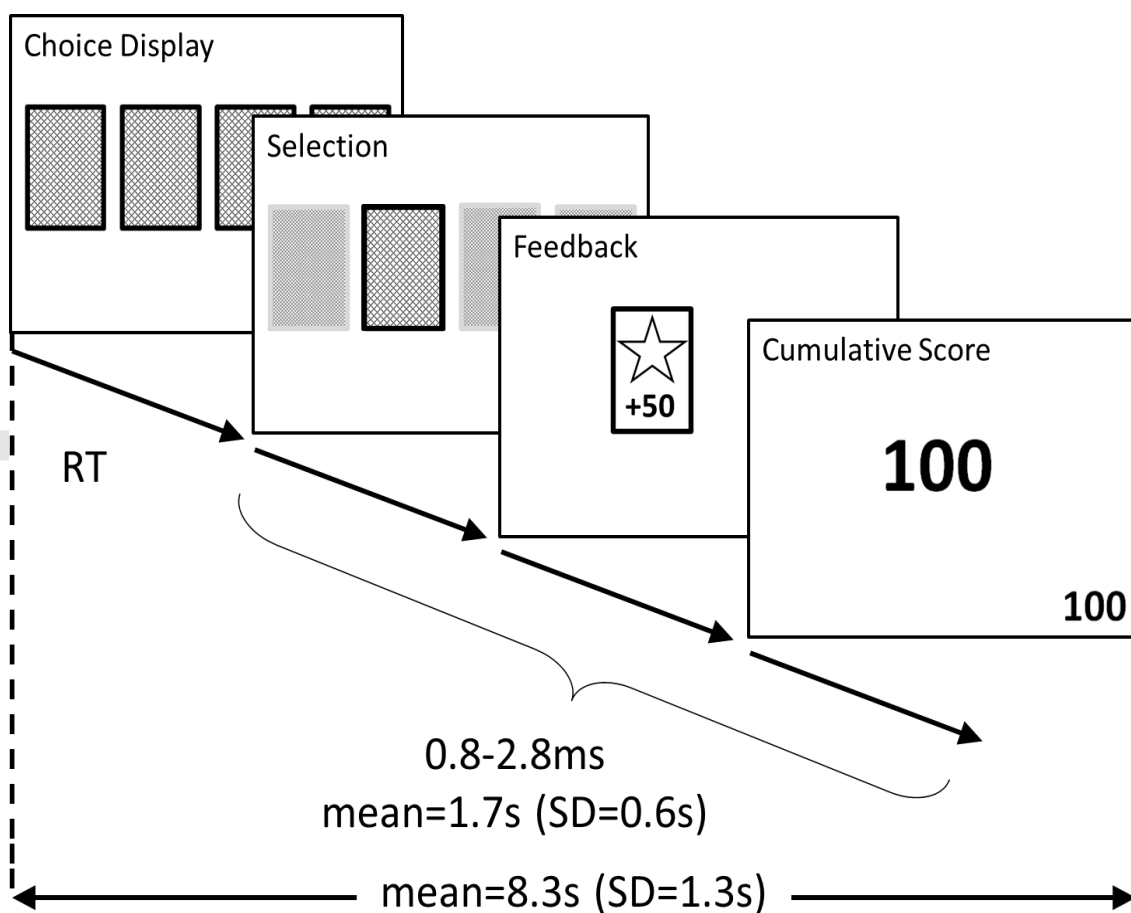 Choice Display
Selection
Feedback
+50
Cumulative Score
100
100
RT
0.8-2.8ms
mean=1.7s (SD=0.6s)
mean=8.3s (SD=1.3s)